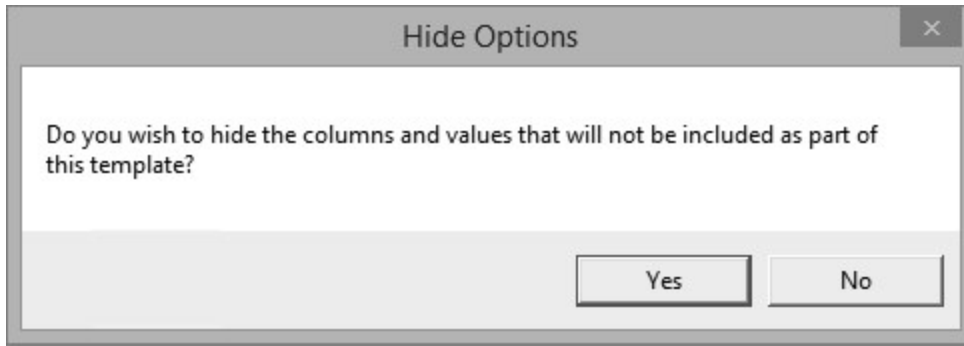 Hide Options
Do you wish to hide the columns and values that will not be included as part of
this template?
Yes
No